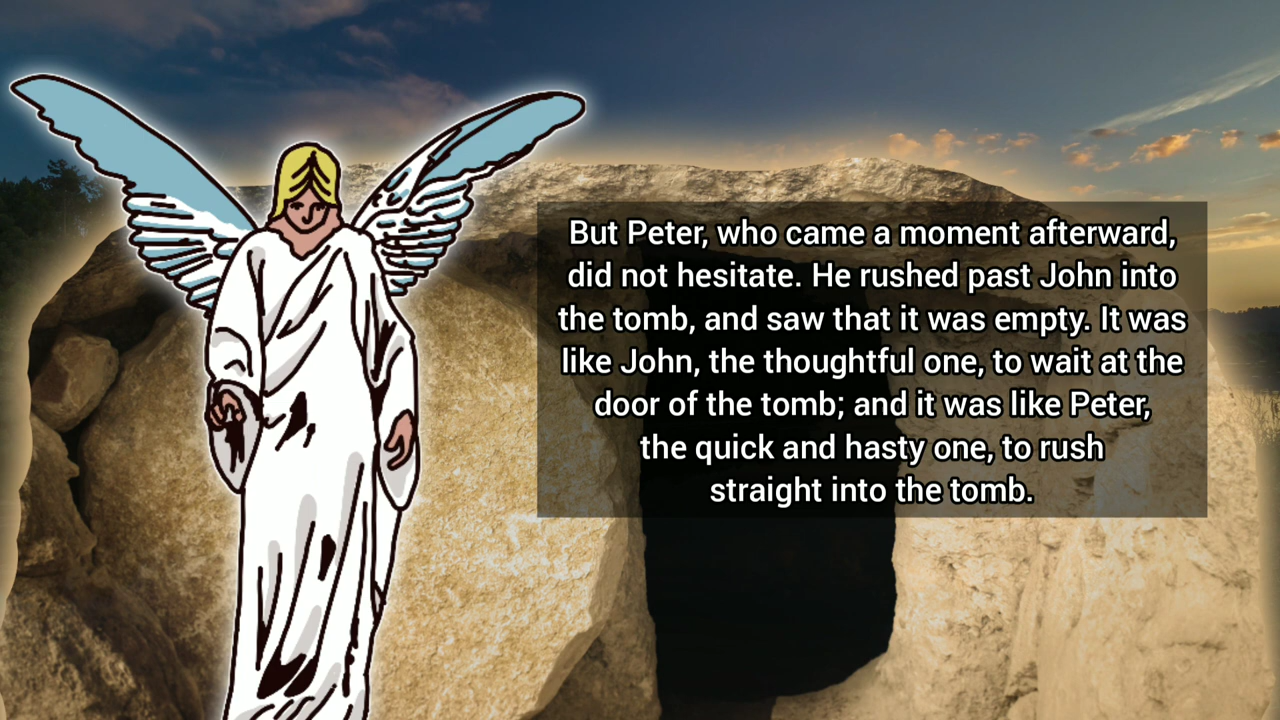 But Peter, who came a moment afterward,
did not hesitate. He rushed past John into
the tomb, and saw that it was empty. It was
like John, the thoughtful one, to wait at the
door of the tomb; and it was like Peter,
the quick and hasty one, to rush
straight into the tomb.